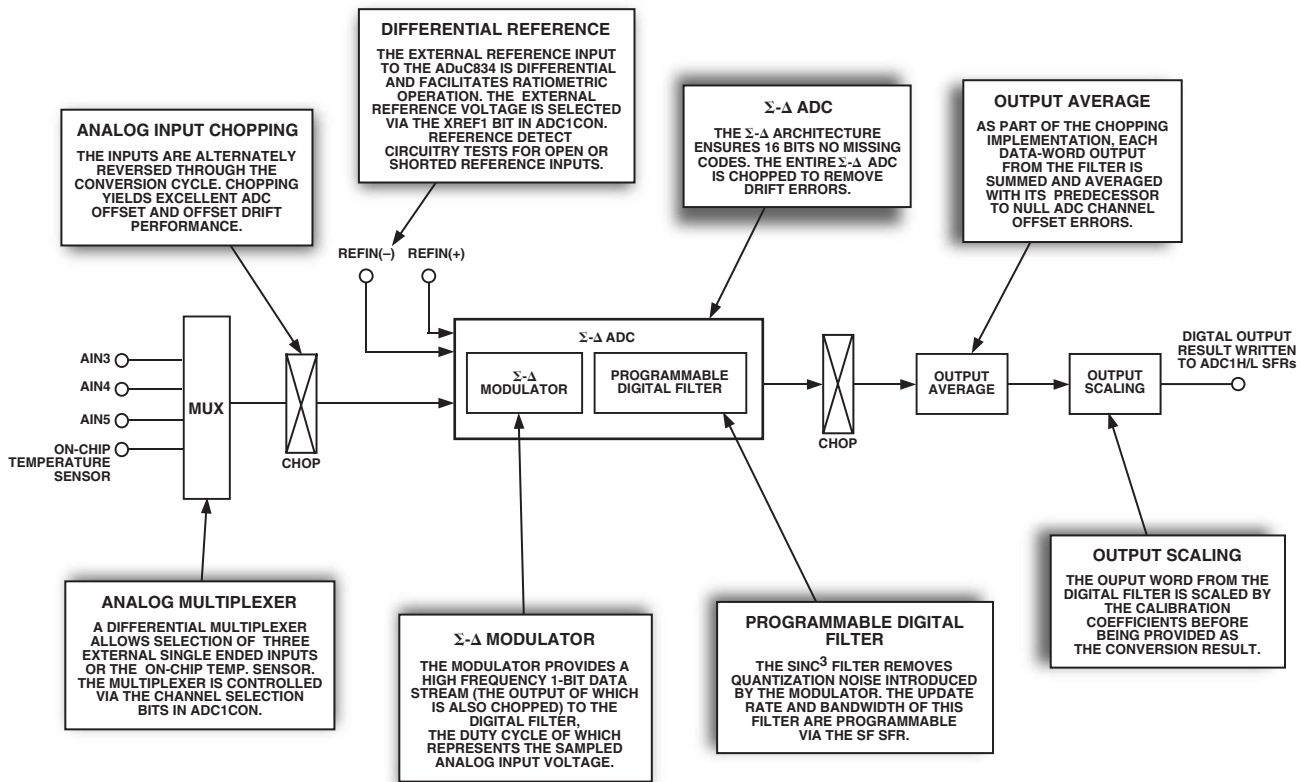 DIFFERENTIAL REFERENCE
THE EXTERNAL REFERENCE INPUT
TO THE ADuC834 IS DIFFERENTIAL
AND FACILITATES RATIOMETRIC
OPERATION. THE EXTERNAL
REFERENCE VOLTAGE IS SELECTED
VIA THE XREF1 BIT IN ADC1CON.
REFERENCE DETECT
CIRCUITRY TESTS FOR OPEN OR
SHORTED REFERENCE INPUTS.
ANALOG INPUT CHOPPING
THE INPUTS ARE ALTERNATELY
REVERSED THROUGH THE
CONVERSION CYCLE. CHOPPING
YIELDS EXCELLENT ADC
OFFSET AND OFFSET DRIFT
PERFORMANCE.
Σ-Δ ADC
THE Σ-Δ ARCHITECTURE
ENSURES 16 BITS NO MISSING
CODES. THE ENTIRE Σ-Δ ADC
IS CHOPPED TO REMOVE
DRIFT ERRORS.
OUTPUT AVERAGE
AS PART OF THE CHOPPING
IMPLEMENTATION, EACH
DATA-WORD OUTPUT
FROM THE FILTER IS
SUMMED AND AVERAGED
WITH ITS PREDECESSOR
TO NULL ADC CHANNEL
OFFSET ERRORS.
REFIN(–) REFIN(+)
AIN3
AIN4
AIN5
ON-CHIP
TEMPERATURE
SENSOR
MUX
CHOP
Σ-Δ ADC
Σ-Δ
MODULATOR
PROGRAMMABLE
DIGITAL FILTER
CHOP
OUTPUT
AVERAGE
OUTPUT
SCALING
DIGTAL OUTPUT
RESULT WRITTEN
TO ADC1H/L SFRs
ANALOG MULTIPLEXER
A DIFFERENTIAL MULTIPLEXER
ALLOWS SELECTION OF THREE
EXTERNAL SINGLE ENDED INPUTS
OR THE ON-CHIP TEMP. SENSOR.
THE MULTIPLEXER IS CONTROLLED
VIA THE CHANNEL SELECTION
BITS IN ADC1CON.
Σ-Δ MODULATOR
THE MODULATOR PROVIDES A
HIGH FREQUENCY 1-BIT DATA
STREAM (THE OUTPUT OF WHICH
IS ALSO CHOPPED) TO THE
DIGITAL FILTER,
THE DUTY CYCLE OF WHICH
REPRESENTS THE SAMPLED
ANALOG INPUT VOLTAGE.
PROGRAMMABLE DIGITAL
FILTER
THE SINC³ FILTER REMOVES
QUANTIZATION NOISE INTRODUCED
BY THE MODULATOR. THE UPDATE
RATE AND BANDWIDTH OF THIS
FILTER ARE PROGRAMMABLE
VIA THE SF SFR.
OUTPUT SCALING
THE OUPUT WORD FROM THE
DIGITAL FILTER IS SCALED BY
THE CALIBRATION
COEFFICIENTS BEFORE
BEING PROVIDED AS
THE CONVERSION RESULT.